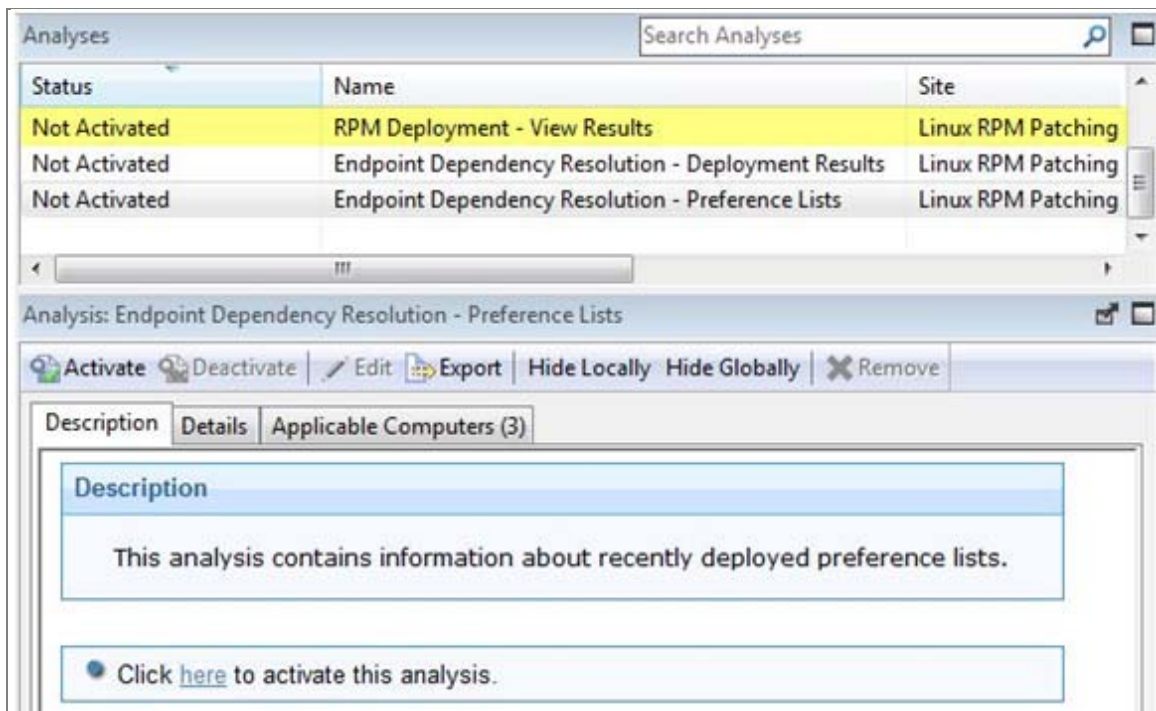 Analyses Search Analyses
Status Name Site
Not Activated RPM Deployment - View Results Linux RPM Patching
Not Activated Endpoint Dependency Resolution - Deployment Results Linux RPM Patching
Not Activated Endpoint Dependency Resolution - Preference Lists Linux RPM Patching
Analysis: Endpoint Dependency Resolution - Preference Lists
Activate Deactivate Edit Export Hide Locally Hide Globally Remove
Description Details Applicable Computers (3)
Description
This analysis contains information about recently deployed preference lists.
Click here to activate this analysis.